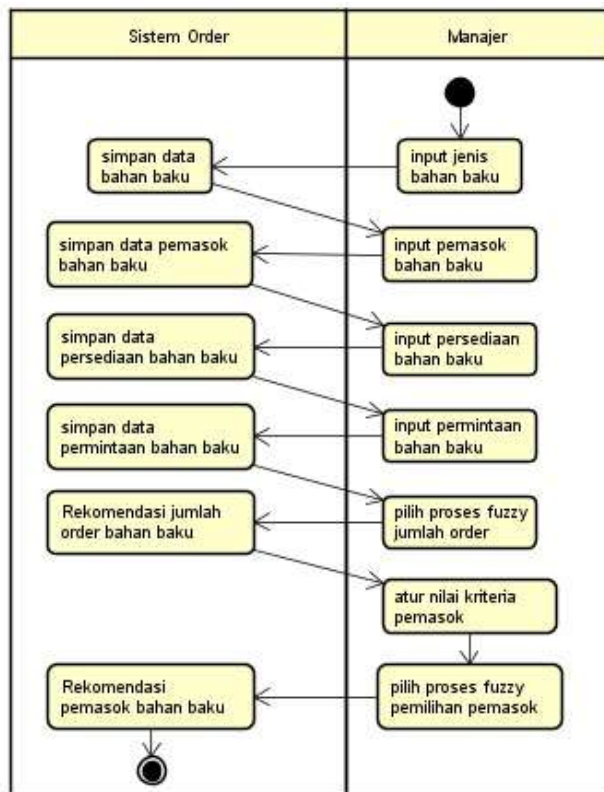 Sistem Order
Manajer
input jenis
bahan baku
simpan data
bahan baku
input pemasok
bahan baku
simpan data pemasok
bahan baku
input persediaan
bahan baku
simpan data
persediaan bahan baku
input permintaan
bahan baku
simpan data
permintaan bahan baku
pilih proses fuzzy
jumlah order
Rekomendasi jumlah
order bahan baku
atur nilai kriteria
pemasok
pilih proses fuzzy
pemilihan pemasok
Rekomendasi
pemasok bahan baku